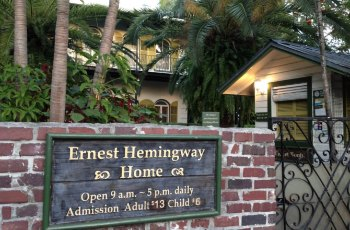 Ernest Hemingway
Home
Open 9 a.m. ~ 5 p.m. daily
Admission Adult $13 Child $6